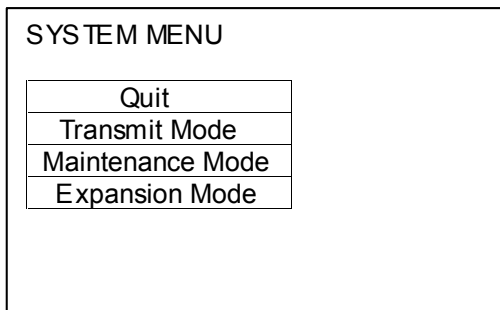 SYSTEM MENU
Quit
Transmit Mode
Maintenance Mode
Expansion Mode